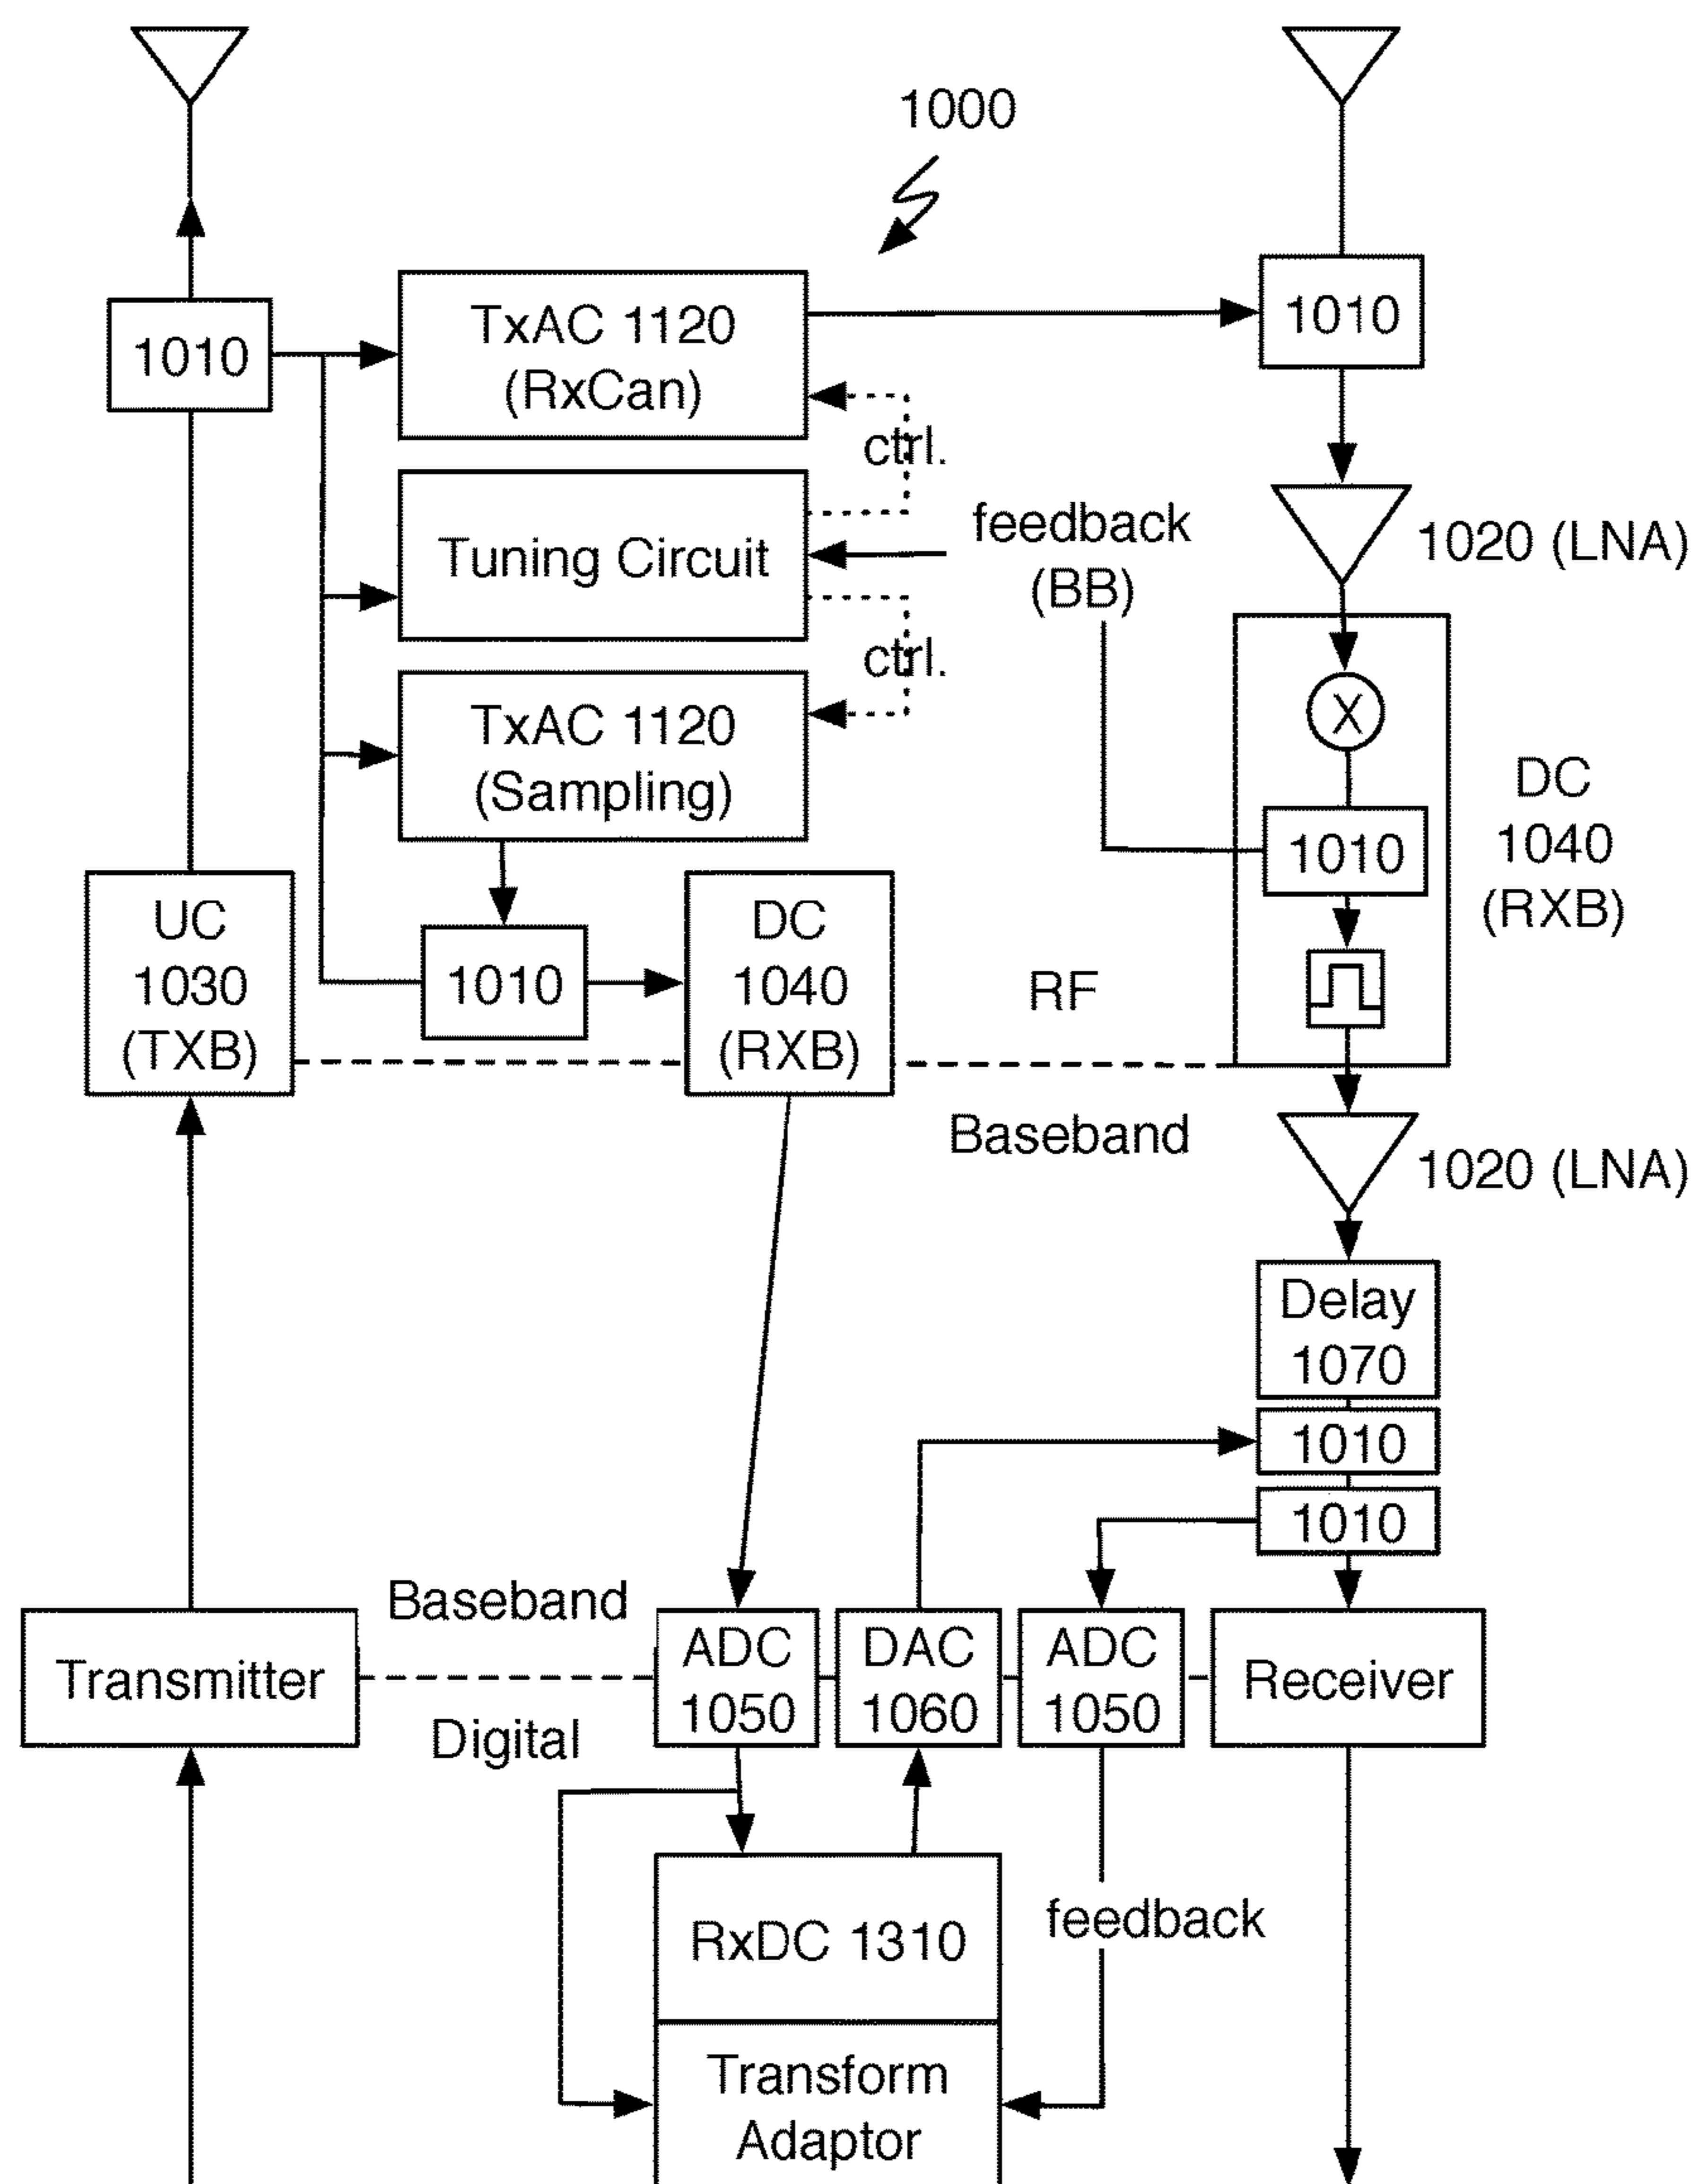 1000
1010
TxAC 1120
(RxCan)
1010
ctrl.
Tuning Circuit
feedback
(BB)
1020 (LNA)
ctrl.
TxAC 1120
(Sampling)
X
DC
1040
(RXB)
1010
UC
1030
(TXB)
1010
DC
1040
(RXB)
RF
Baseband
1020 (LNA)
Delay
1070
1010
1010
Baseband
Transmitter
ADC
1050
DAC
1060
ADC
1050
Receiver
Digital
RxDC 1310
feedback
Transform
Adaptor